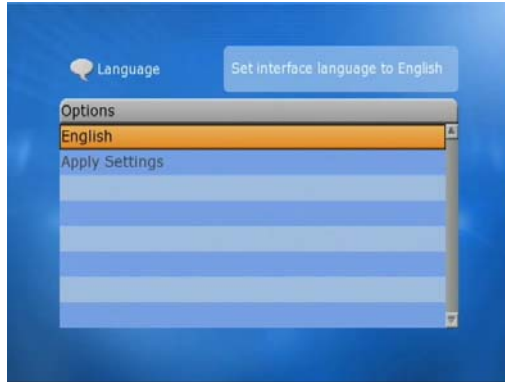 Language
Set interface language to English
Options
English
Apply Settings